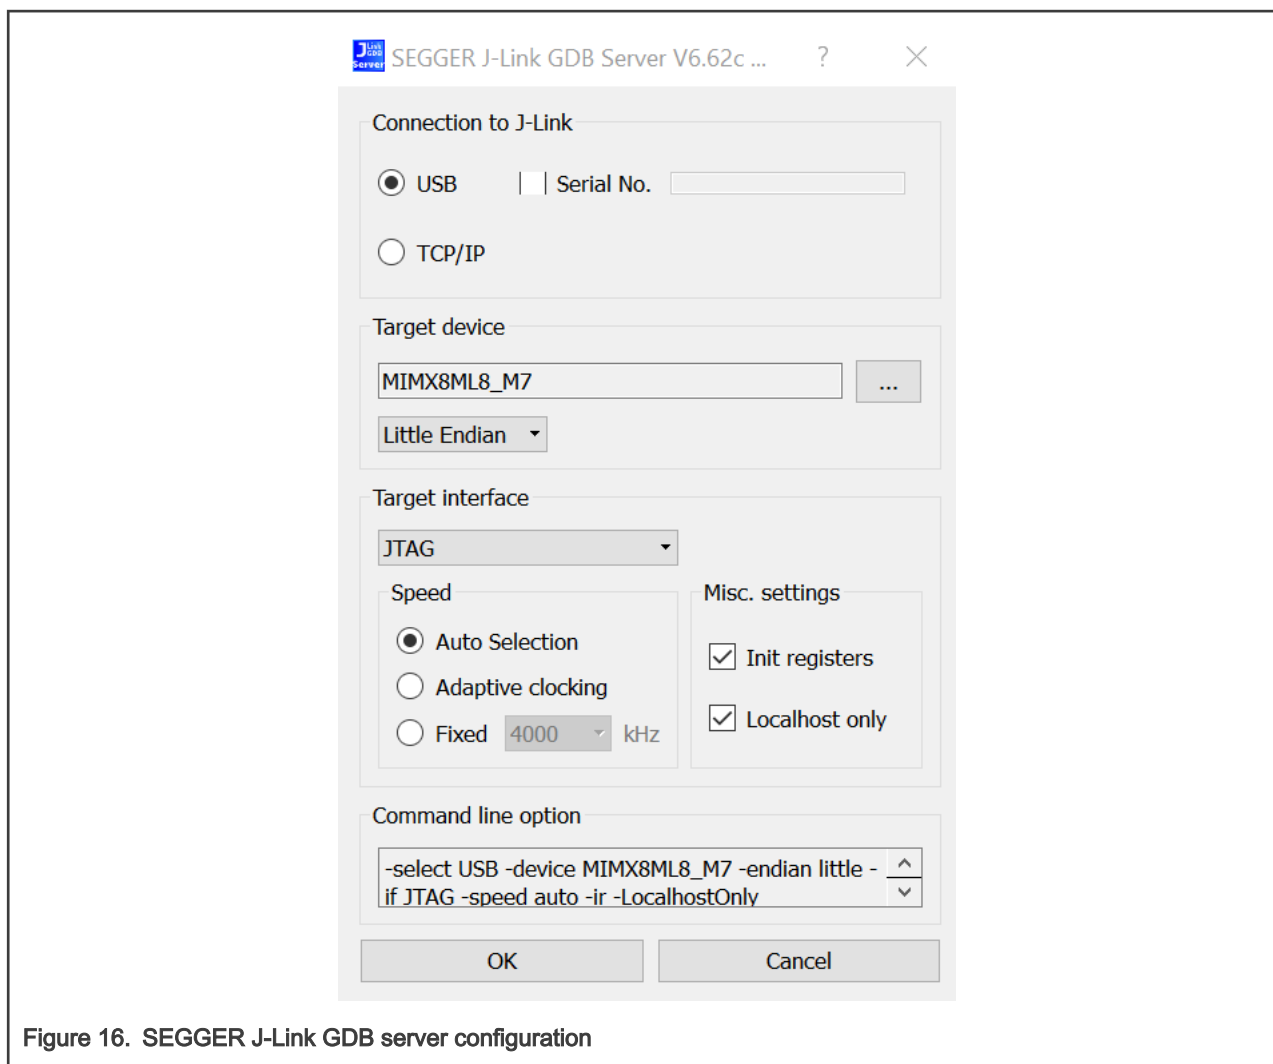 J Link GDB Server
SEGGER J-Link GDB Server V6.62c ... ?
Connection to J-Link
USB Serial No.
TCP/IP
Target device
MIMX8ML8_M7 ...
Little Endian
Target interface
JTAG
Speed Misc. settings
Auto Selection
Init registers
Adaptive clocking
Localhost only
Fixed 4000 kHz
Command line option
-select USB -device MIMX8ML8_M7 -endian little -
if JTAG -speed auto -ir -LocalhostOnly
OK Cancel
Figure 16. SEGGER J-Link GDB server configuration